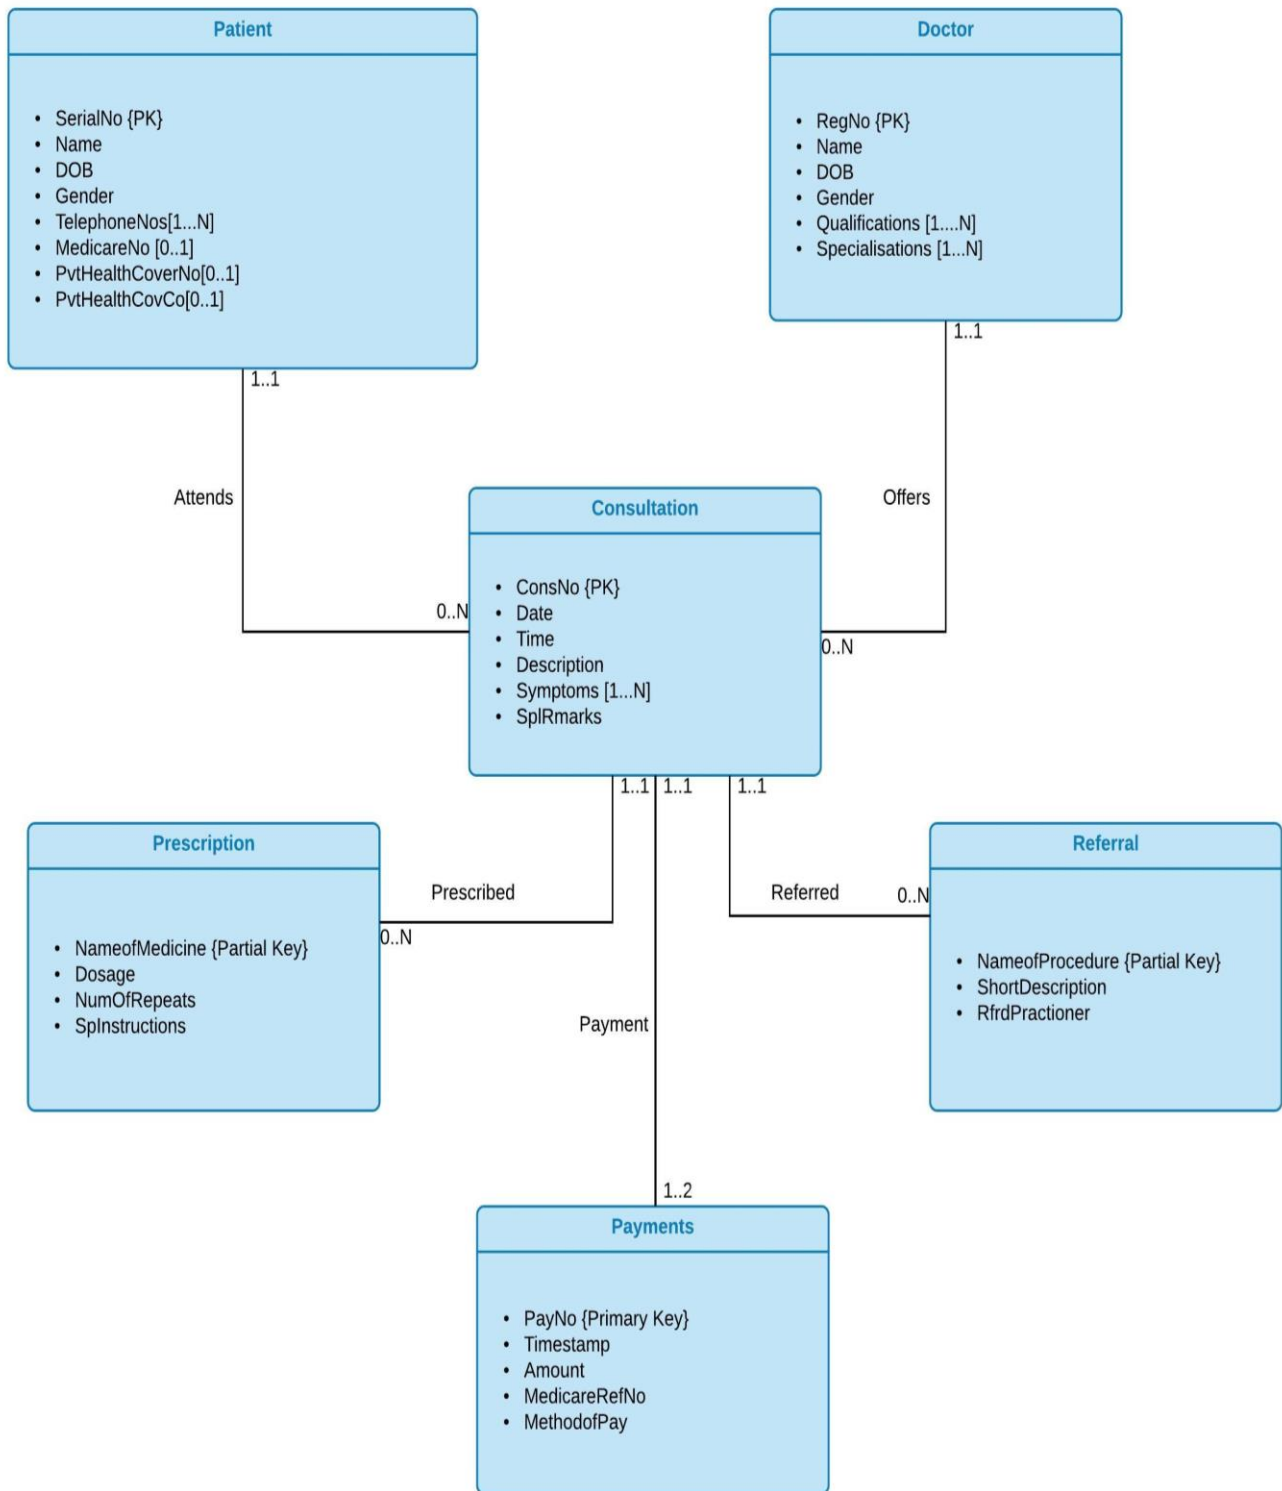 Patient
• SerialNo {PK}
• Name
• DOB
• Gender
• TelephoneNos[1...N]
• MedicareNo [0..1]
• PvtHealthCoverNo[0..1]
• PvtHealthCovCo[0..1]
1..1
Doctor
• RegNo {PK}
• Name
• DOB
• Gender
• Qualifications [1....N]
• Specialisations [1...N]
1..1
Attends
Offers
0..N
0..N
Consultation
• ConsNo {PK}
• Date
• Time
• Description
• Symptoms [1...N]
• SplRmarks
1..1
1..1
1..1
Prescribed
0..N
Referred
0..N
Payment
1..2
Prescription
• NameofMedicine {Partial Key}
• Dosage
• NumOfRepeats
• SpInstructions
Referral
• NameofProcedure {Partial Key}
• ShortDescription
• RfrdPractioner
Payments
• PayNo {Primary Key}
• Timestamp
• Amount
• MedicareRefNo
• MethodofPay